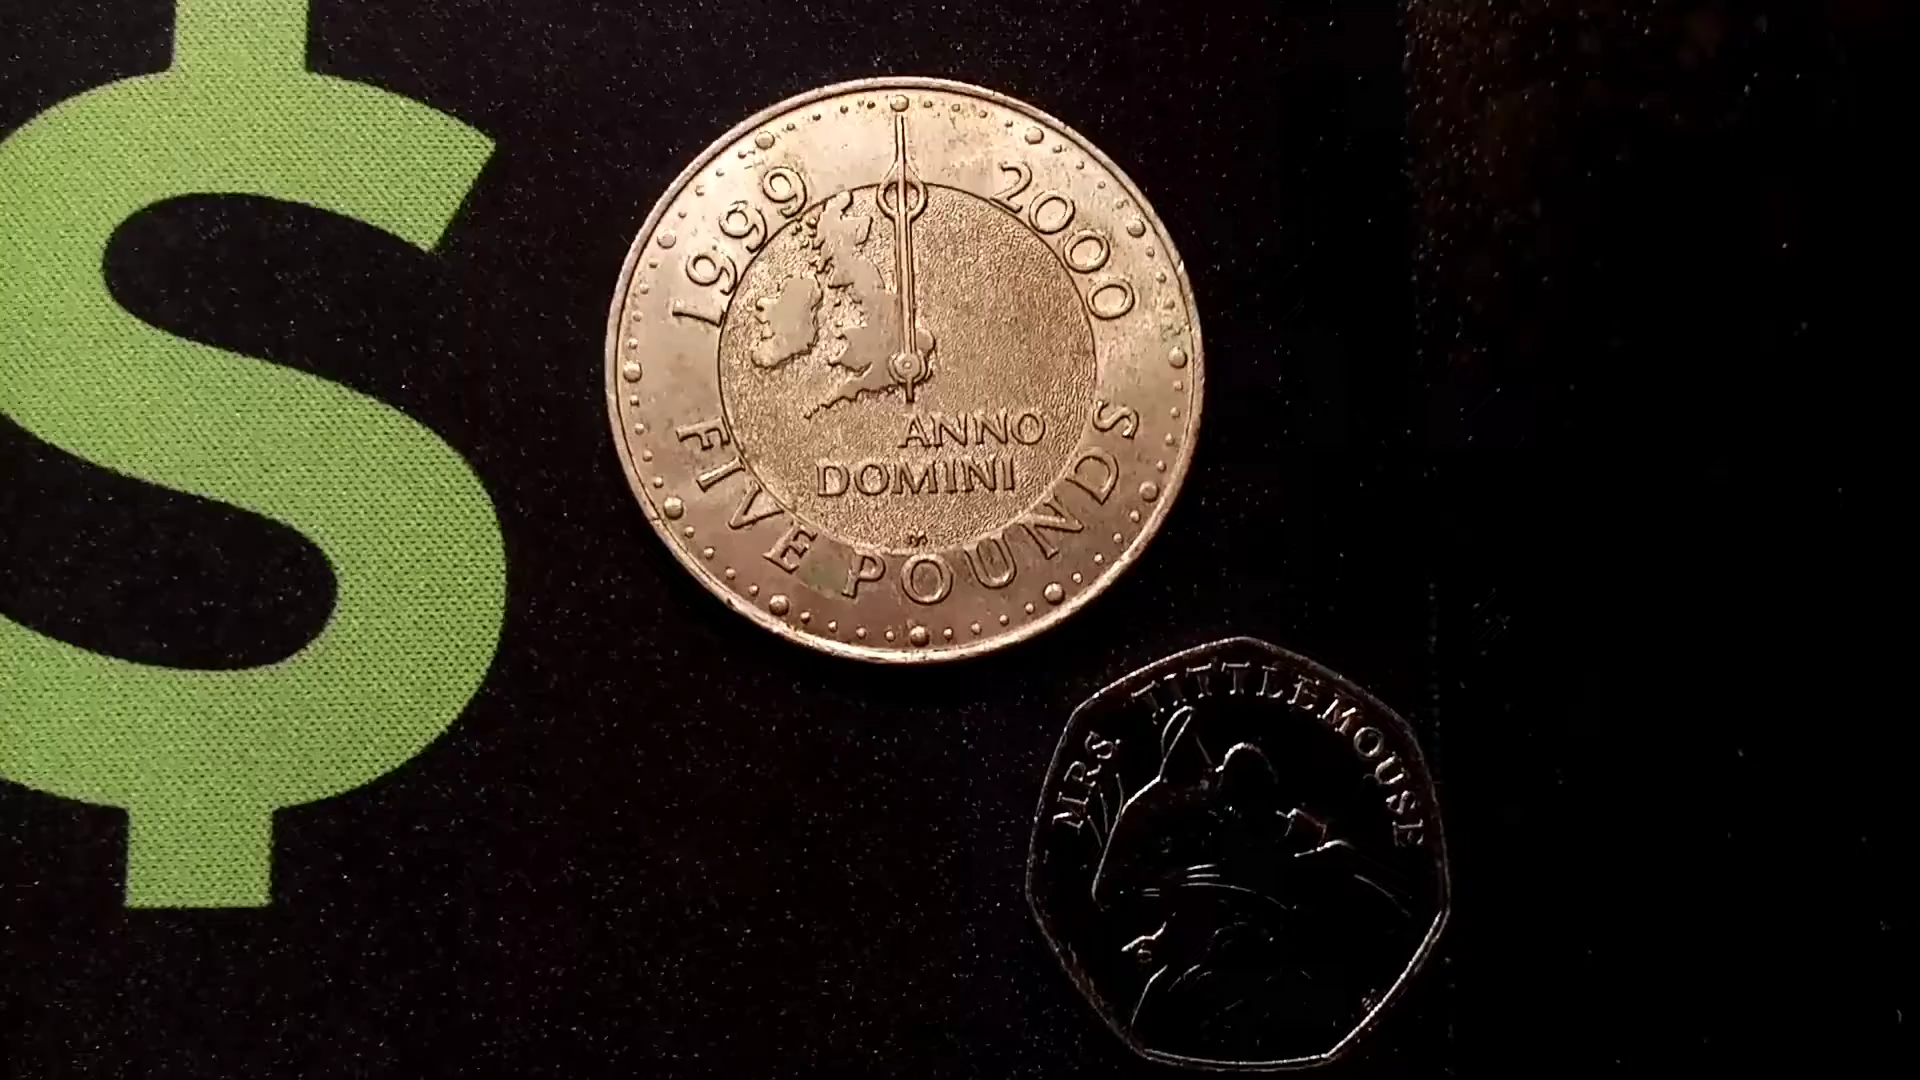 $
1999 2000
ANNO
DOMINI
FIVE POUNDS
MRS. TITTLEMOUSE